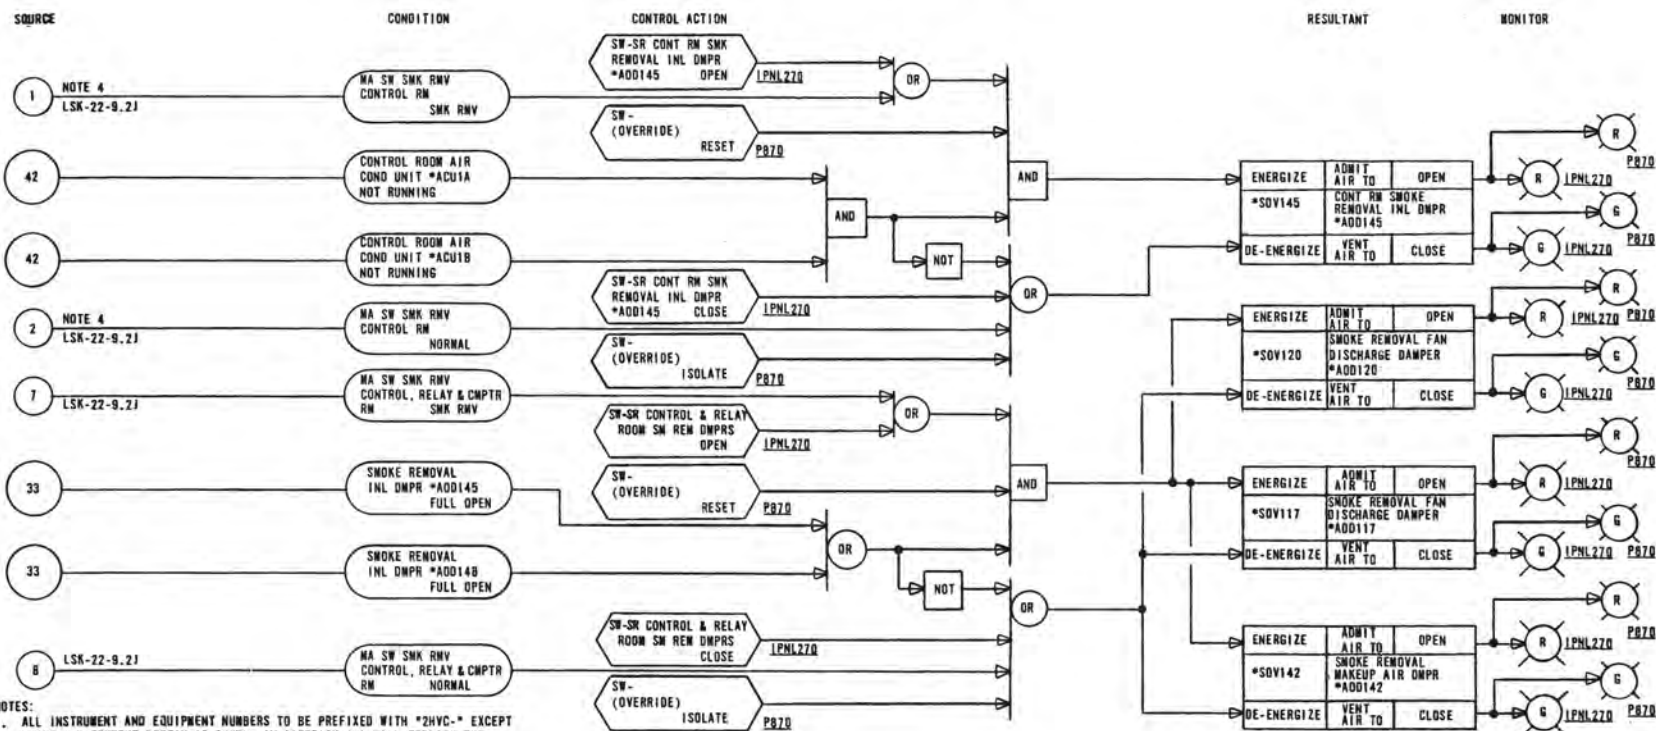 SOURCE
CONDITION
CONTROL ACTION
RESULTANT
MONITOR
1
NOTE 4
LSK-22-9.2J
MA SW SMK RMV
CONTROL RM
SMK RMV
SW-SR CONT RM SMK
REMOVAL INL DMPR
*AOD145 OPEN
1PNL270
OR
SW-
(OVERRIDE)
RESET
P870
42
CONTROL ROOM AIR
COND UNIT *ACU1A
NOT RUNNING
AND
AND
42
CONTROL ROOM AIR
COND UNIT *ACU1B
NOT RUNNING
NOT
SW-SR CONT RM SMK
REMOVAL INL DMPR
*AOD145 CLOSE
1PNL270
OR
2
NOTE 4
LSK-22-9.2J
MA SW SMK RMV
CONTROL RM
NORMAL
SW-
(OVERRIDE)
ISOLATE
P870
7
LSK-22-9.2J
MA SW SMK RMV
CONTROL, RELAY & CMPTR
RM SMK RMV
SW-SR CONTROL & RELAY
ROOM SM REM DMPRS
OPEN
1PNL270
OR
33
SMOKE REMOVAL
INL DMPR *AOD145
FULL OPEN
SW-
(OVERRIDE)
RESET
P870
AND
OR
33
SMOKE REMOVAL
INL DMPR *AOD148
FULL OPEN
NOT
OR
SW-SR CONTROL & RELAY
ROOM SM REM DMPRS
CLOSE
1PNL270
8
LSK-22-9.2J
MA SW SMK RMV
CONTROL, RELAY & CMPTR
RM NORMAL
SW-
(OVERRIDE)
ISOLATE
P870
ENERGIZE
ADMIT
AIR TO
OPEN
*SOV145
CONT RM SMOKE
REMOVAL INL DMPR
*AOD145
DE-ENERGIZE
VENT
AIR TO
CLOSE
R
P870
R
1PNL270
G
P870
G
1PNL270
ENERGIZE
ADMIT
AIR TO
OPEN
*SOV120
SMOKE REMOVAL FAN
DISCHARGE DAMPER
*AOD120
DE-ENERGIZE
VENT
AIR TO
CLOSE
R
P870
R
1PNL270
G
P870
G
1PNL270
ENERGIZE
ADMIT
AIR TO
OPEN
*SOV117
SMOKE REMOVAL FAN
DISCHARGE DAMPER
*AOD117
DE-ENERGIZE
VENT
AIR TO
CLOSE
R
P870
R
1PNL270
G
P870
G
1PNL270
ENERGIZE
ADMIT
AIR TO
OPEN
*SOV142
SMOKE REMOVAL
MAKEUP AIR DMPR
*AOD142
DE-ENERGIZE
VENT
AIR TO
CLOSE
R
P870
R
1PNL270
G
P870
G
1PNL270
OTES:
. ALL INSTRUMENT AND EQUIPMENT NUMBERS TO BE PREFIXED WITH "2HVC-" EXCEPT